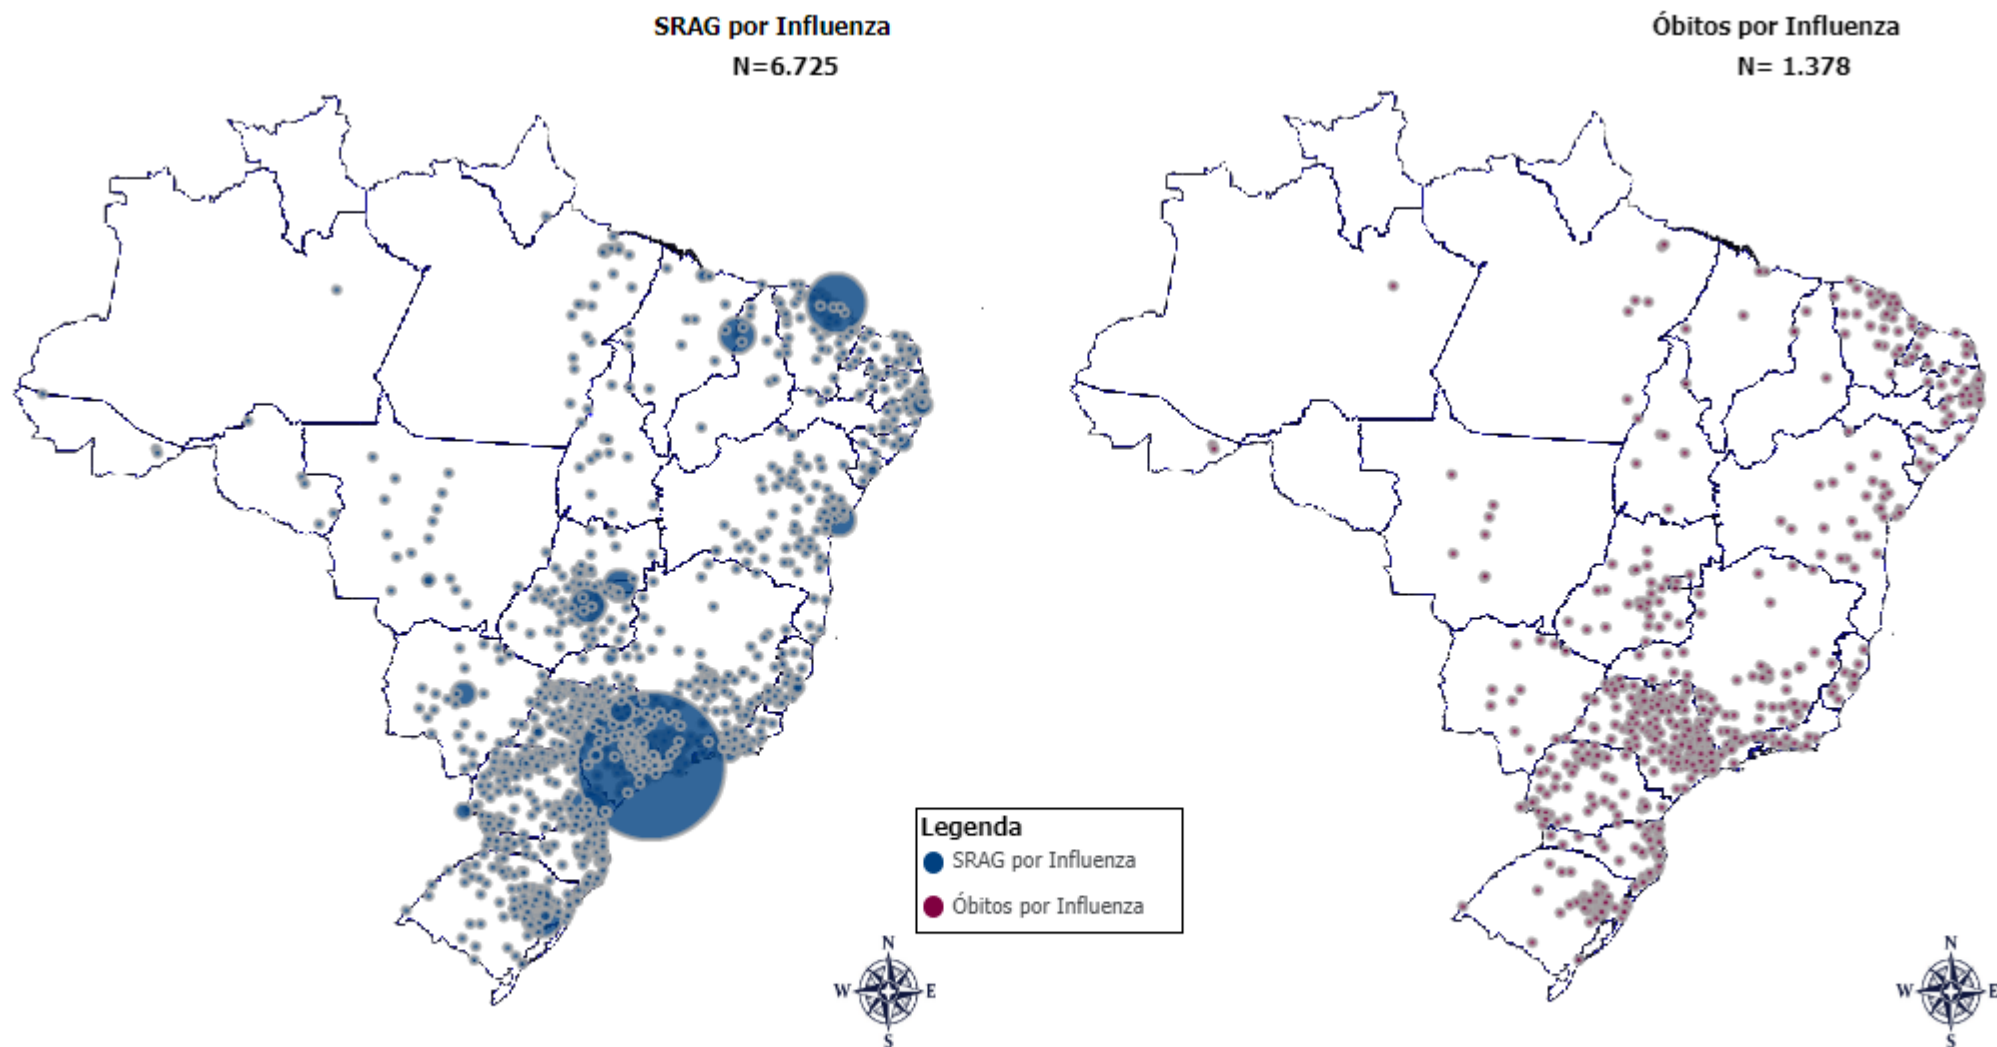 SRAG por Influenza
N=6.725
Óbitos por Influenza
N= 1.378
Legenda
SRAG por Influenza
Óbitos por Influenza
N
W E
S
N
W E
S